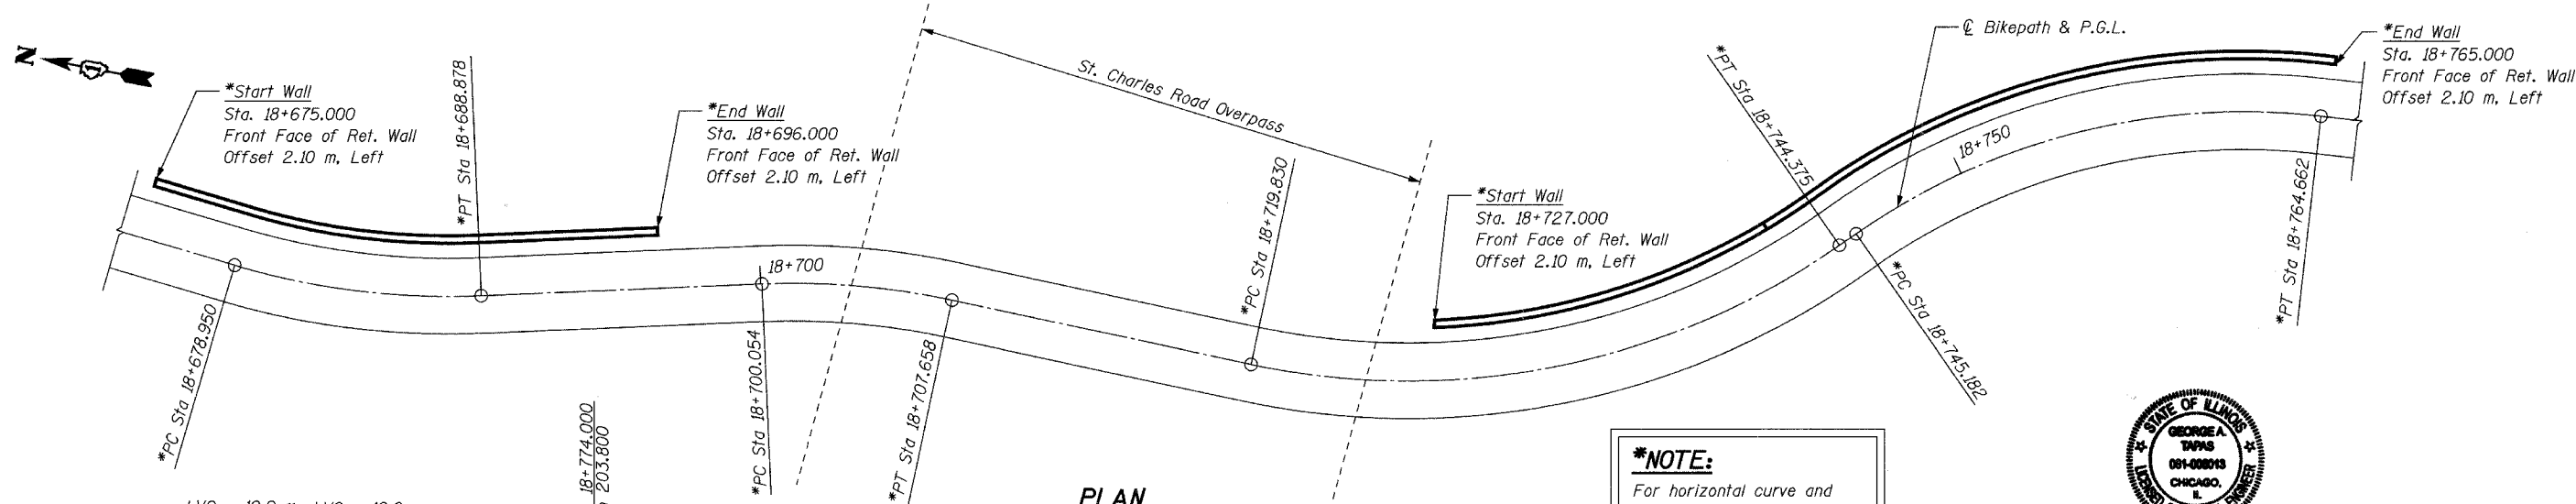 N
*Start Wall
Sta. 18+675.000
Front Face of Ret. Wall
Offset 2.10 m, Left
*PT Sta 18+688.878
*End Wall
Sta. 18+696.000
Front Face of Ret. Wall
Offset 2.10 m, Left
St. Charles Road Overpass
*PC Sta 18+719.830
*Start Wall
Sta. 18+727.000
Front Face of Ret. Wall
Offset 2.10 m, Left
*PT Sta 18+744.375
℄ Bikepath & P.G.L.
18+750
*End Wall
Sta. 18+765.000
Front Face of Ret. Wall
Offset 2.10 m, Left
*PC Sta 18+678.950
18+700
*PC Sta 18+700.054
*PT Sta 18+707.658
*PC Sta 18+745.182
*PT Sta 18+764.662
18+774.000
203.800
PLAN
*NOTE:
For horizontal curve and
STATE OF ILLINOIS
GEORGE A.
TAPAS
081-006013
CHICAGO,
IL
LICENSED
ENGINEER